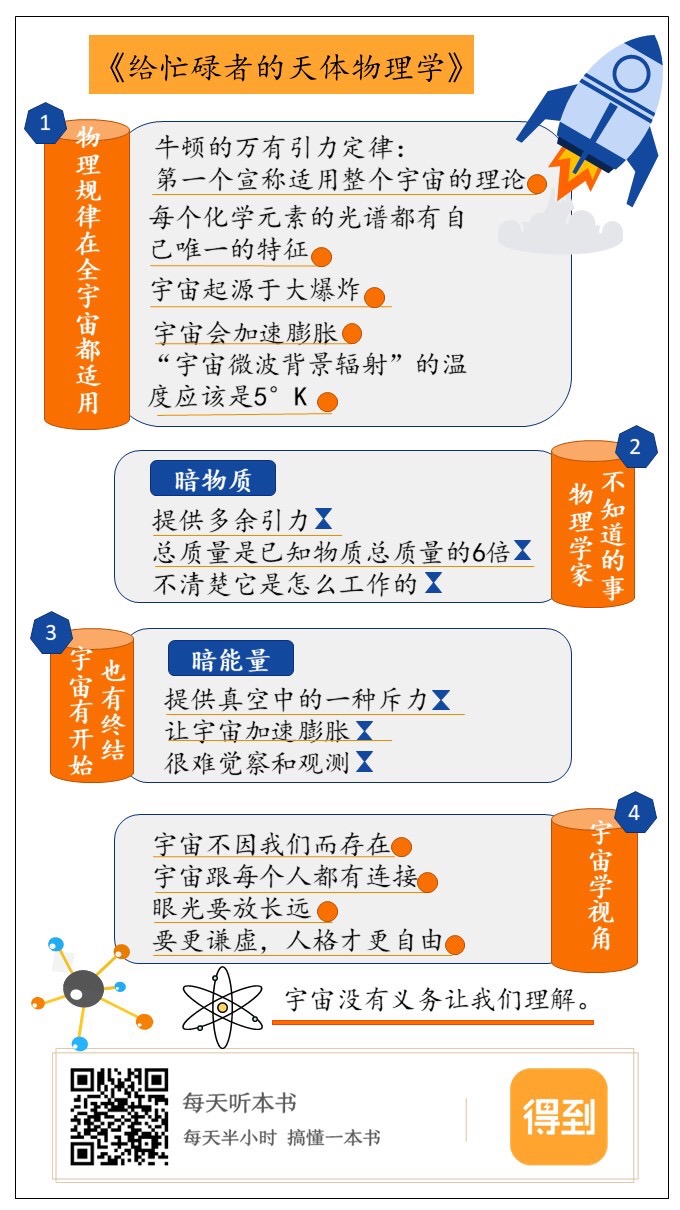 《给忙碌者的天体物理学》
1
物理规律在全宇宙都适用
牛顿的万有引力定律：
第一个宣称适用整个宇宙的理论
每个化学元素的光谱都有自
己唯一的特征
宇宙起源于大爆炸
宇宙会加速膨胀
“宇宙微波背景辐射”的温
度应该是5°K
2
不知道的事
物理学家
暗物质
提供多余引力
总质量是已知物质总质量的6倍
不清楚它是怎么工作的
3
宇宙有开始
也有终结
暗能量
提供真空中的一种斥力
让宇宙加速膨胀
很难觉察和观测
4
宇宙学视角
宇宙不因我们而存在
宇宙跟每个人都有连接
眼光要放长远
要更谦虚，人格才更自由
宇宙没有义务让我们理解。
每天听本书
每天半小时 搞懂一本书
得到